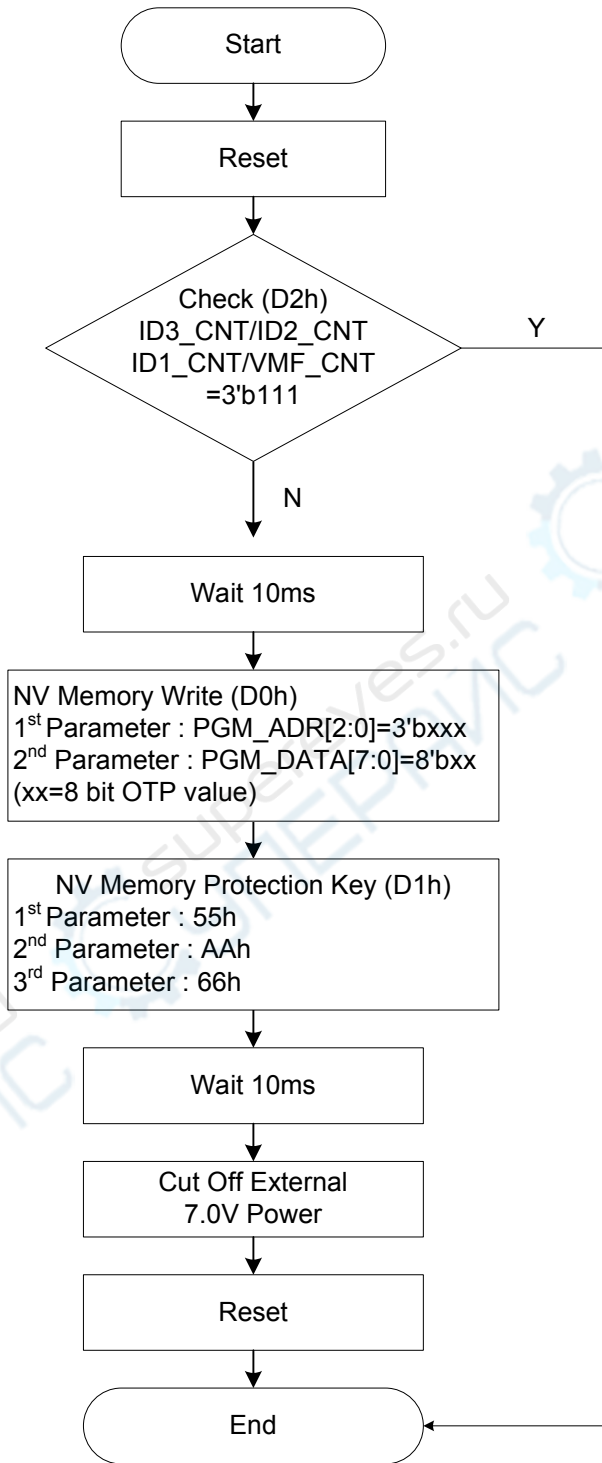 Start
Reset
Check (D2h)
ID3_CNT/ID2_CNT
ID1_CNT/VMF_CNT
=3'b111
Y
N
Wait 10ms
NV Memory Write (D0h)
1st Parameter : PGM_ADR[2:0]=3'bxxx
2nd Parameter : PGM_DATA[7:0]=8'bxx
(xx=8 bit OTP value)
NV Memory Protection Key (D1h)
1st Parameter : 55h
2nd Parameter : AAh
3rd Parameter : 66h
Wait 10ms
Cut Off External
7.0V Power
Reset
End
supereyes.ru